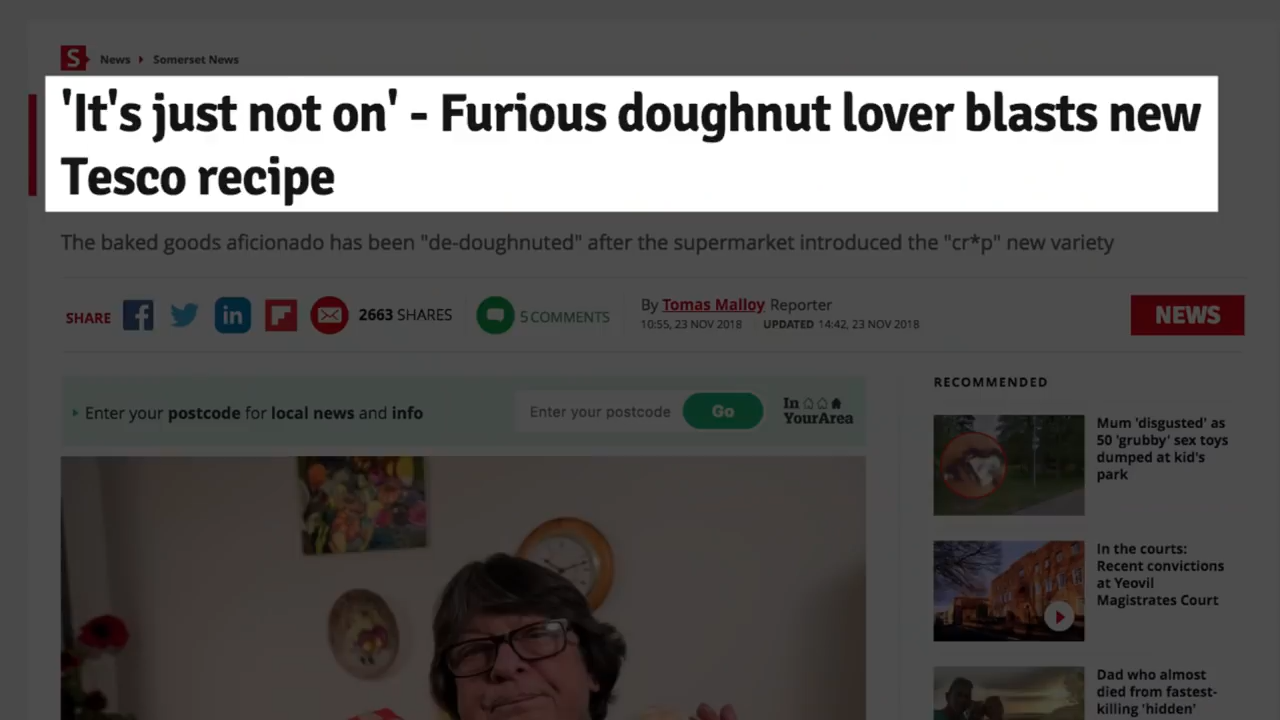 S
News
Somerset News
'It's just not on' - Furious doughnut lover blasts new
Tesco recipe
The baked goods aficionado has been "de-doughnuted" after the supermarket introduced the "cr*p" new variety
SHARE
2663 SHARES
5 COMMENTS
By Tomas Malloy Reporter
10:55, 23 NOV 2018 UPDATED 14:42, 23 NOV 2018
NEWS
Enter your postcode for local news and info
Enter your postcode
Go
In
YourArea
RECOMMENDED
Mum 'disgusted' as
50 'grubby' sex toys
dumped at kid's
park
In the courts:
Recent convictions
at Yeovil
Magistrates Court
Dad who almost
died from fastest-
killing 'hidden'